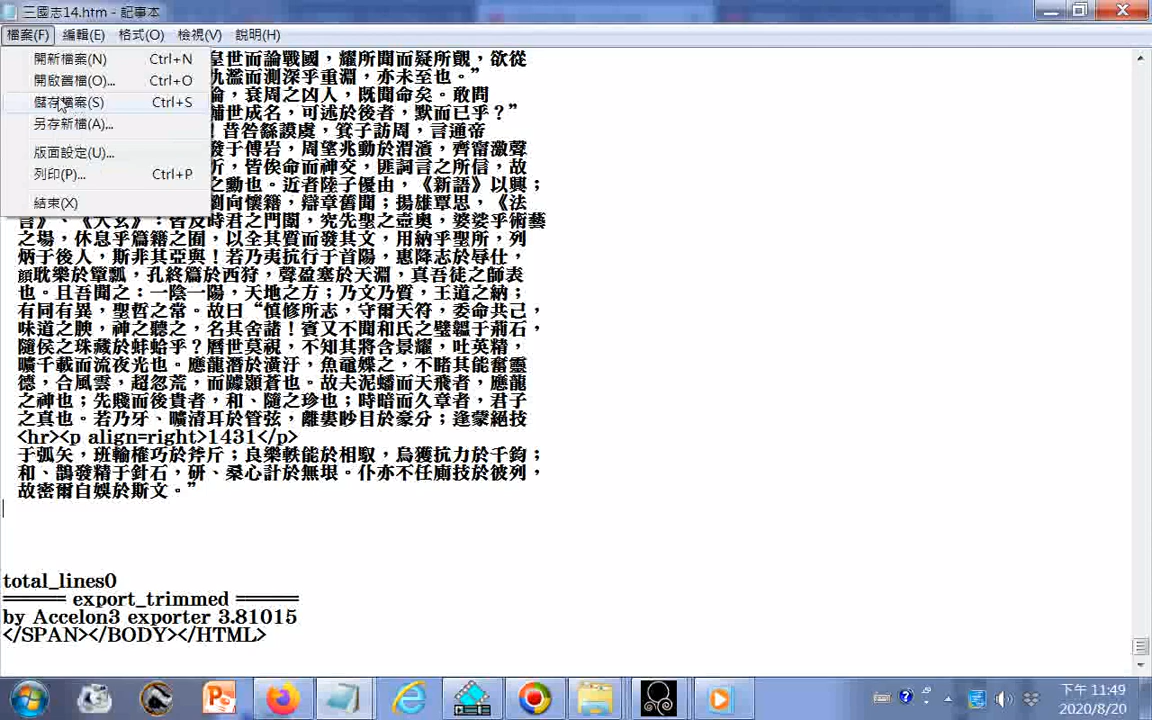 三國志14.htm - 記事本
檔案(F) 編輯(E) 格式(O) 檢視(V) 說明(H)
開新檔案(N) Ctrl+N
開啟舊檔(O)... Ctrl+O
儲存檔案(S) Ctrl+S
另存新檔(A)...
版面設定(U)...
列印(P)... Ctrl+P
結束(X)
皇世而論戰國，耀所聞而疑所覿，欲從
仇濫而測深乎重淵，亦未至也。”
侖，衰周之凶人，既聞命矣。敢問
輔世成名，可述於後者，默而已乎？”
！昔咎繇謨虞，箕子訪周，言通帝
發于傅岩，周望兆動於渭濱，齊甯激聲
圻，皆俟命而神交，匪詞言之所信，故
之勳也。近者陸子優由，《新語》以興；
劉向懷籍，辯章舊聞；揚雄覃思，《法
言》、《大玄》：皆及時君之門闈，究先聖之壺奧，婆娑乎術藝
之場，休息乎篇籍之囿，以全其質而發其文，用納乎聖所，列
炳于後人，斯非其亞與！若乃夷抗行于首陽，惠降志於辱仕，
顔耽樂於簞瓢，孔終篇於西狩，聲盈塞於天淵，真吾徒之師表
也。且吾聞之：一陰一陽，天地之方；乃文乃質，王道之納；
有同有異，聖哲之常。故曰“慎修所志，守爾天符，委命共己，
味道之腴，神之聽之，名其舍諸！賓又不聞和氏之璧韞于荊石，
隨侯之珠藏於蚌蛤乎？曆世莫視，不知其將含景耀，吐英精，
曠千載而流夜光也。應龍潛於潢汙，魚黿媟之，不睹其能奮靈
德，合風雲，超忽荒，而躆顥蒼也。故夫泥蟠而天飛者，應龍
之神也；先賤而後貴者，和、隨之珍也；時暗而久章者，君子
之真也。若乃牙、曠清耳於管弦，離婁眇目於豪分；逢蒙絕技
<hr><p align=right>1431</p>
于弧矢，班輸榷巧於斧斤；良樂軼能於相馭，烏獲抗力於千鈞；
和、鵲發精于針石，研、桑心計於無垠。仆亦不任廁技於彼列，
故密爾自娛於斯文。”
total_lines0
===== export_trimmed =====
by Accelon3 exporter 3.81015
</SPAN></BODY></HTML>
下午 11:49
2020/8/20